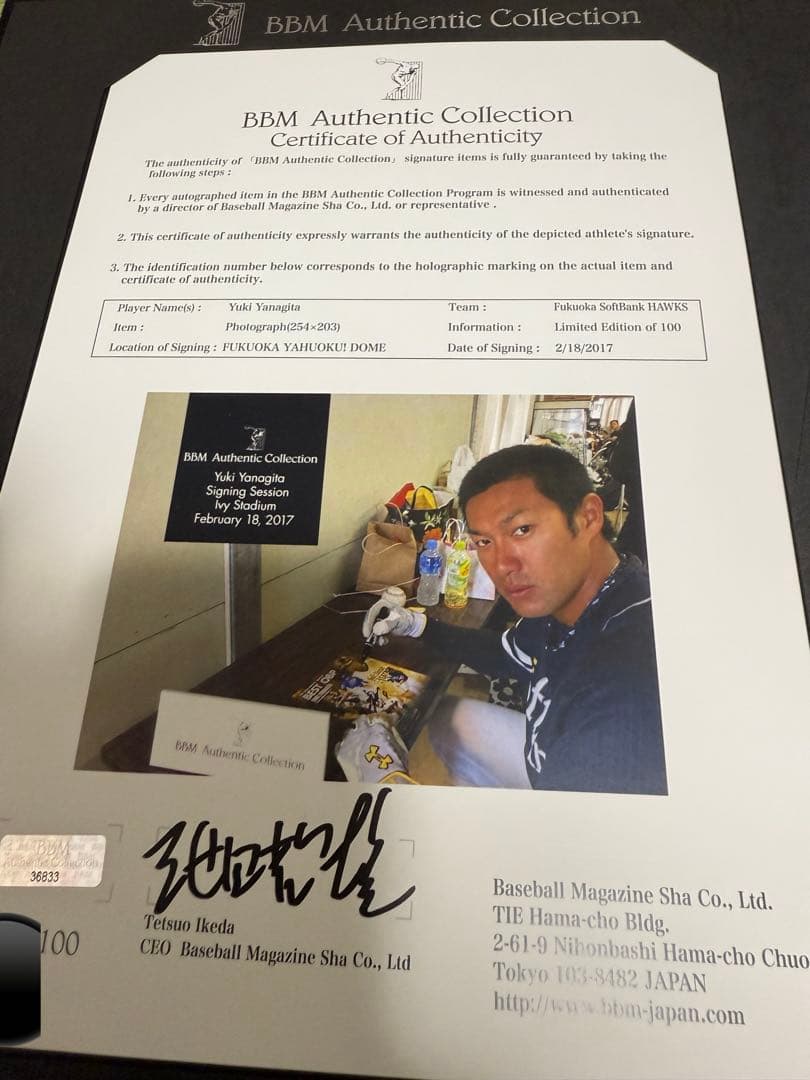 BBM Authentic Collection
BBM Authentic Collection
Certificate of Authenticity
The authenticity of 「BBM Authentic Collection」 signature items is fully guaranteed by taking the
following steps :
1. Every autographed item in the BBM Authentic Collection Program is witnessed and authenticated
by a director of Baseball Magazine Sha Co., Ltd. or representative .
2. This certificate of authenticity expressly warrants the authenticity of the depicted athlete's signature.
3. The identification number below corresponds to the holographic marking on the actual item and
certificate of authenticity.
Player Name(s) : Yuki Yanagita Team : Fukuoka SoftBank HAWKS
Item : Photograph(254×203) Information : Limited Edition of 100
Location of Signing : FUKUOKA YAHUOKU! DOME Date of Signing : 2/18/2017
BBM Authentic Collection
Yuki Yanagita
Signing Session
Ivy Stadium
February 18, 2017
BEST ORIX
BBM Authentic Collection
BBM
Authentic Collection
36833
Tetsuo Ikeda
CEO Baseball Magazine Sha Co., Ltd
100
Baseball Magazine Sha Co., Ltd.
TIE Hama-cho Bldg.
2-61-9 Nihonbashi Hama-cho Chuo
Tokyo 103-8482 JAPAN
http://www.bbm-japan.com